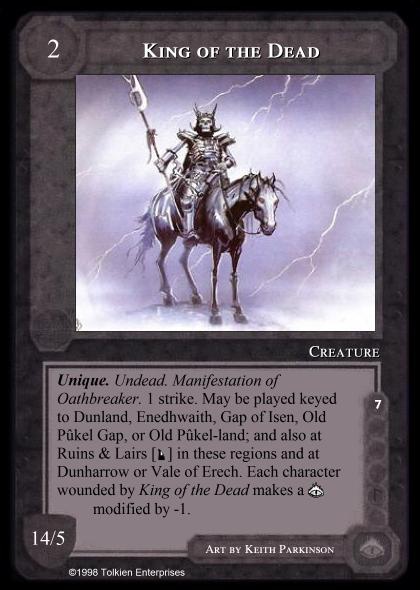 2
KING OF THE DEAD
CREATURE
Unique. Undead. Manifestation of
Oathbreaker. 1 strike. May be played keyed
to Dunland, Enedhwaith, Gap of Isen, Old
Pûkel Gap, or Old Pûkel-land; and also at
Ruins & Lairs [ ] in these regions and at
Dunharrow or Vale of Erech. Each character
wounded by King of the Dead makes a
modified by -1.
7
14/5
ART BY KEITH PARKINSON
©1998 Tolkien Enterprises